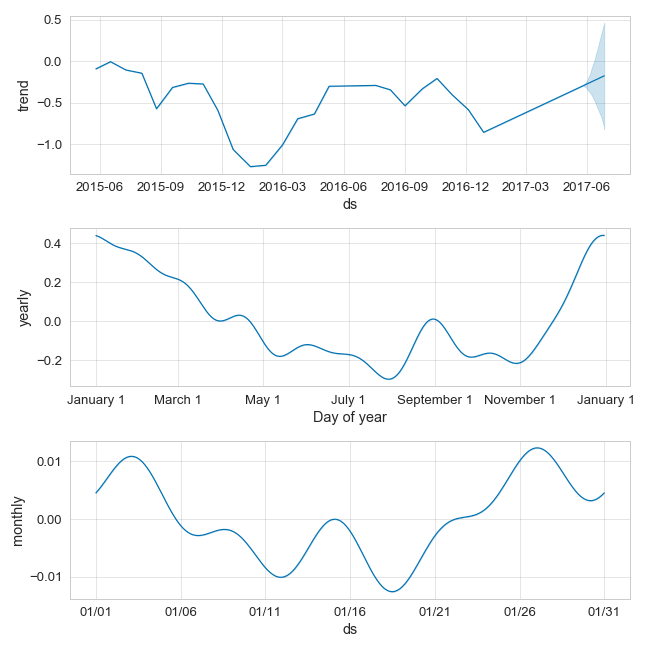 trend
0.5
0.0
−0.5
−1.0
2015-06 2015-09 2015-12 2016-03 2016-06 2016-09 2016-12 2017-03 2017-06
ds
yearly
0.4
0.2
0.0
−0.2
January 1 March 1 May 1 July 1 September 1 November 1 January 1
Day of year
monthly
0.01
0.00
−0.01
01/01 01/06 01/11 01/16 01/21 01/26 01/31
ds